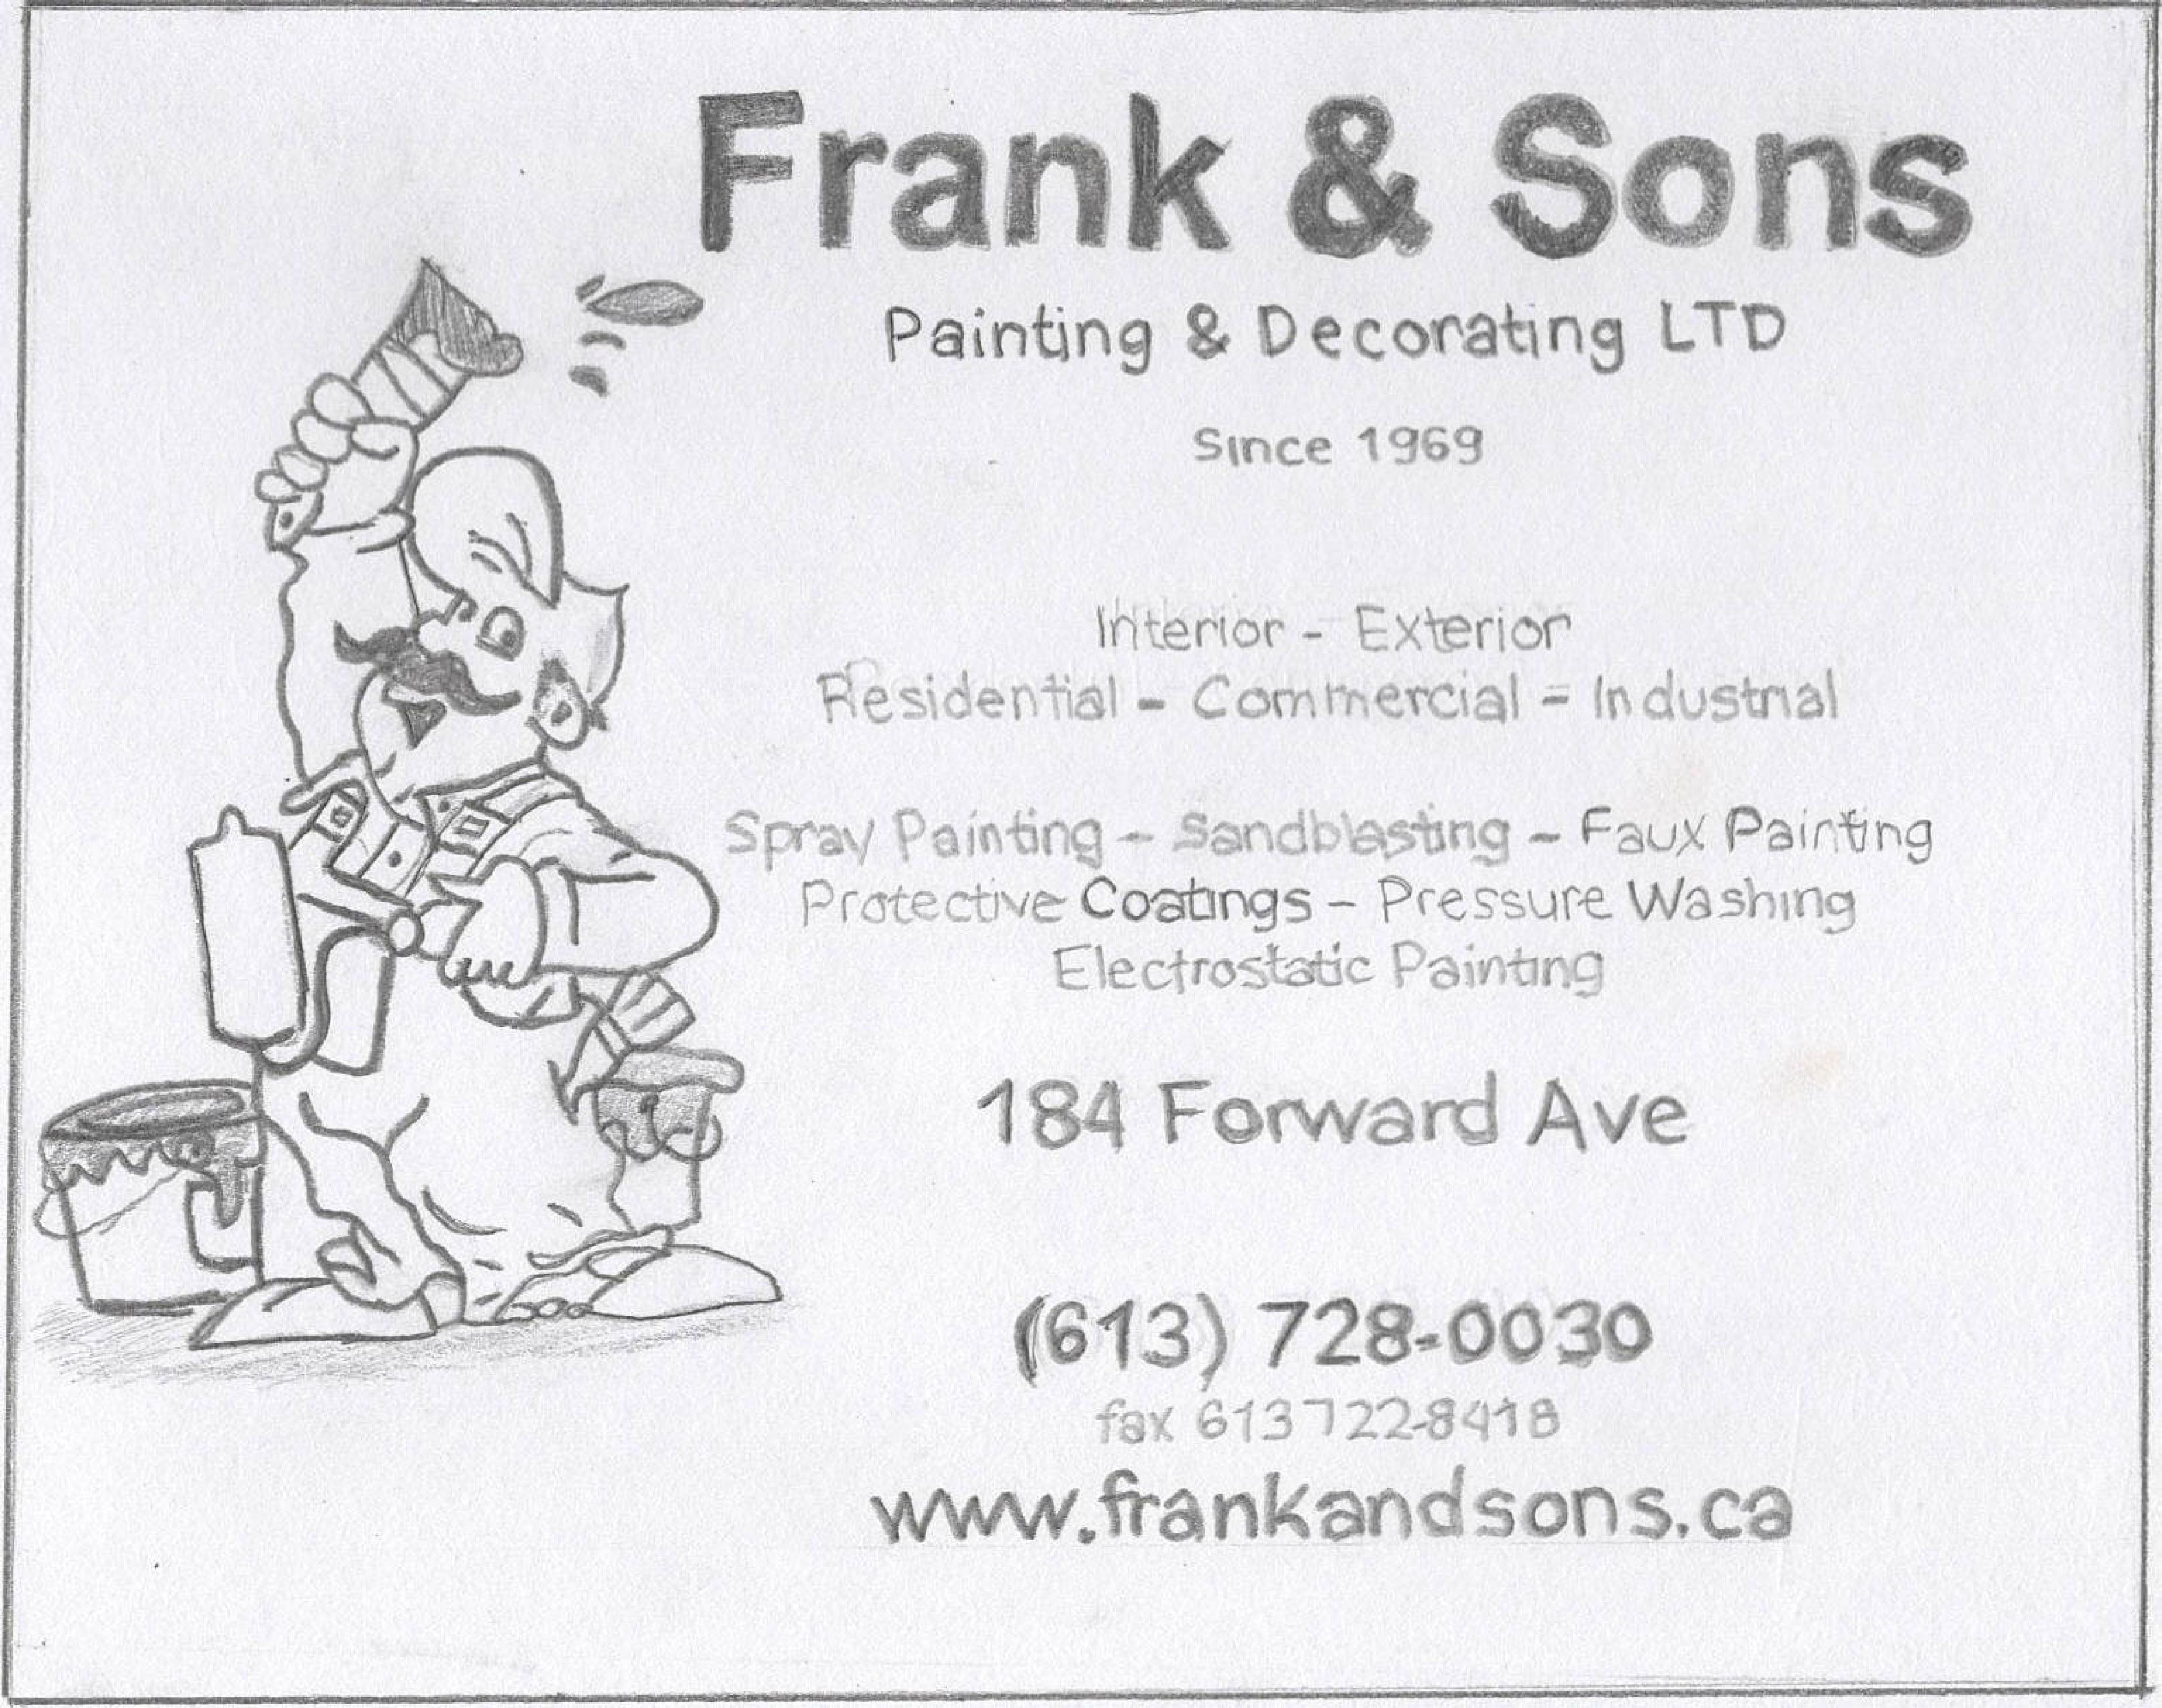 Frank & Sons
Painting & Decorating LTD
Since 1969
Interior - Exterior
Residential - Commercial = Industrial
Spray Painting - Sandblasting - Faux Painting
Protective Coatings - Pressure Washing
Electrostatic Painting
184 Forward Ave
(613) 728-0030
fax 613 722-8418
www.frankandsons.ca